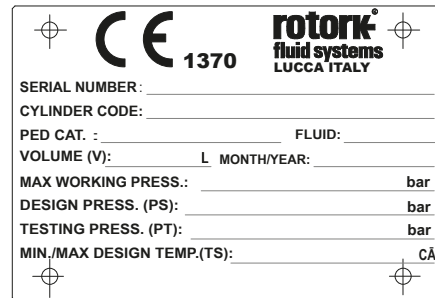 CE 1370
rotork®
fluid systems
LUCCA ITALY
SERIAL NUMBER:
CYLINDER CODE:
PED CAT. : FLUID:
VOLUME (V): L MONTH/YEAR:
MAX WORKING PRESS.: bar
DESIGN PRESS. (PS): bar
TESTING PRESS. (PT): bar
MIN./MAX DESIGN TEMP.(TS): CĀ